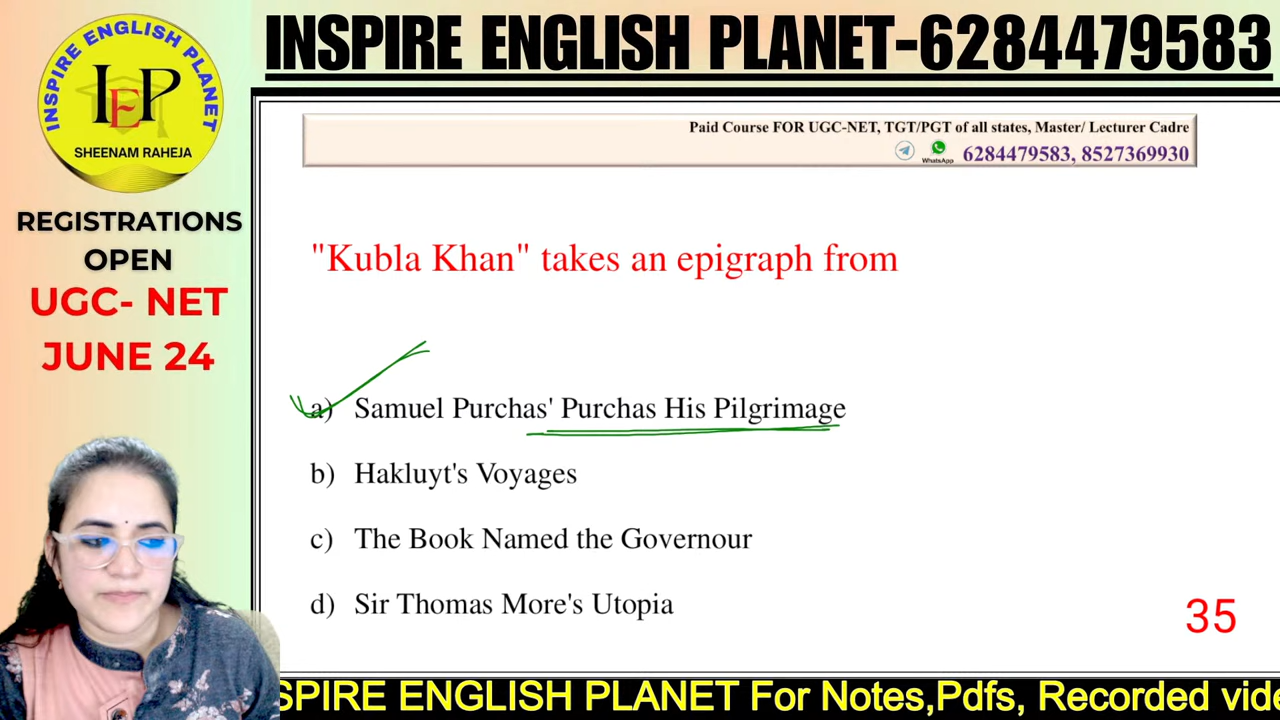 INSPIRE ENGLISH PLANET
IEP
SHEENAM RAHEJA
REGISTRATIONS
OPEN
UGC- NET
JUNE 24
INSPIRE ENGLISH PLANET-6284479583
Paid Course FOR UGC-NET, TGT/PGT of all states, Master/ Lecturer Cadre
WhatsApp 6284479583, 8527369930
"Kubla Khan" takes an epigraph from
a) Samuel Purchas' Purchas His Pilgrimage
b) Hakluyt's Voyages
c) The Book Named the Governour
d) Sir Thomas More's Utopia
35
SPIRE ENGLISH PLANET For Notes,Pdfs, Recorded vide